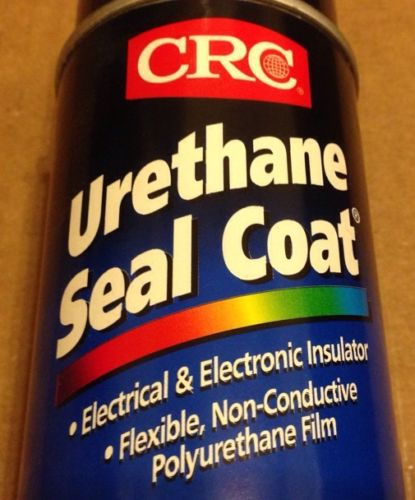 CRC®
Urethane
Seal Coat®
• Electrical & Electronic Insulator
• Flexible, Non-Conductive
Polyurethane Film